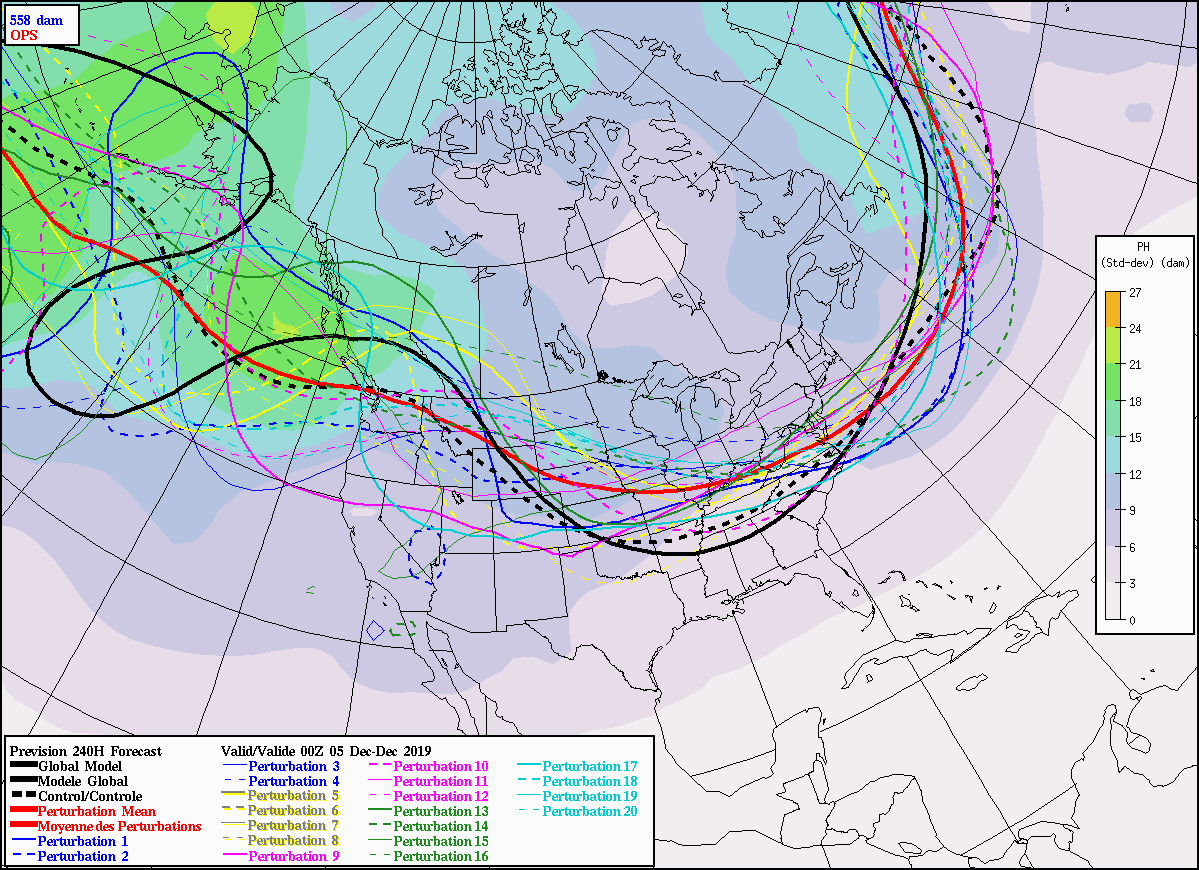 558 dam
OPS
PH
(Std-dev) (dam)
27
24
21
18
15
12
9
6
3
0
Prevision 240H Forecast
Valid/Valide 00Z 05 Dec-Dec 2019
Global Model
Modele Global
Control/Controle
Perturbation Mean
Moyenne des Perturbations
Perturbation 1
Perturbation 2
Perturbation 3
Perturbation 4
Perturbation 5
Perturbation 6
Perturbation 7
Perturbation 8
Perturbation 9
Perturbation 10
Perturbation 11
Perturbation 12
Perturbation 13
Perturbation 14
Perturbation 15
Perturbation 16
Perturbation 17
Perturbation 18
Perturbation 19
Perturbation 20